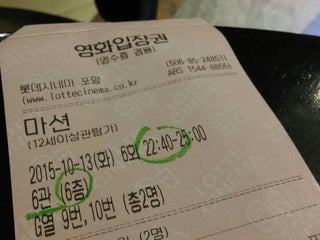 영화입장권
(영수증 겸용)
롯데시네마 포항 (506-85-24851)
(www.lottecinema.co.kr) ARS 1544-8855)
마션
(12세이상관람가)
2015-10-13(화) 6회 22:40-25:00
6관 (6층)
G열 9번,10번 (총2명)
(2명)